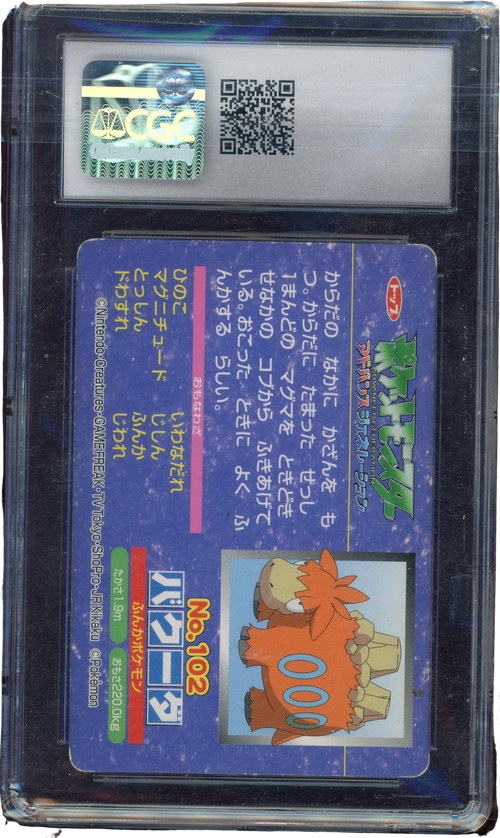 CGC
トップ
ポケットモンスター
ADVANCED GENERATION
アドバンスジェネレーション
からだの なかに かざんを も
つ。からだに たまった せっし
1まんどの マグマを ときどき
せなかの コブから ふきあげて
いる。おこった ときに よく ふ
んかする らしい。
おもなわざ
ひのこ いわなだれ
マグニチュード じしん
とっしん ふんか
ドわすれ じわれ
No.102
バクーダ
ふんかポケモン
たかさ1.9m おもさ220.0kg
©Nintendo・Creatures・GAMEFREAK・TV Tokyo・ShoPro・JR Kikaku ©Pokémon